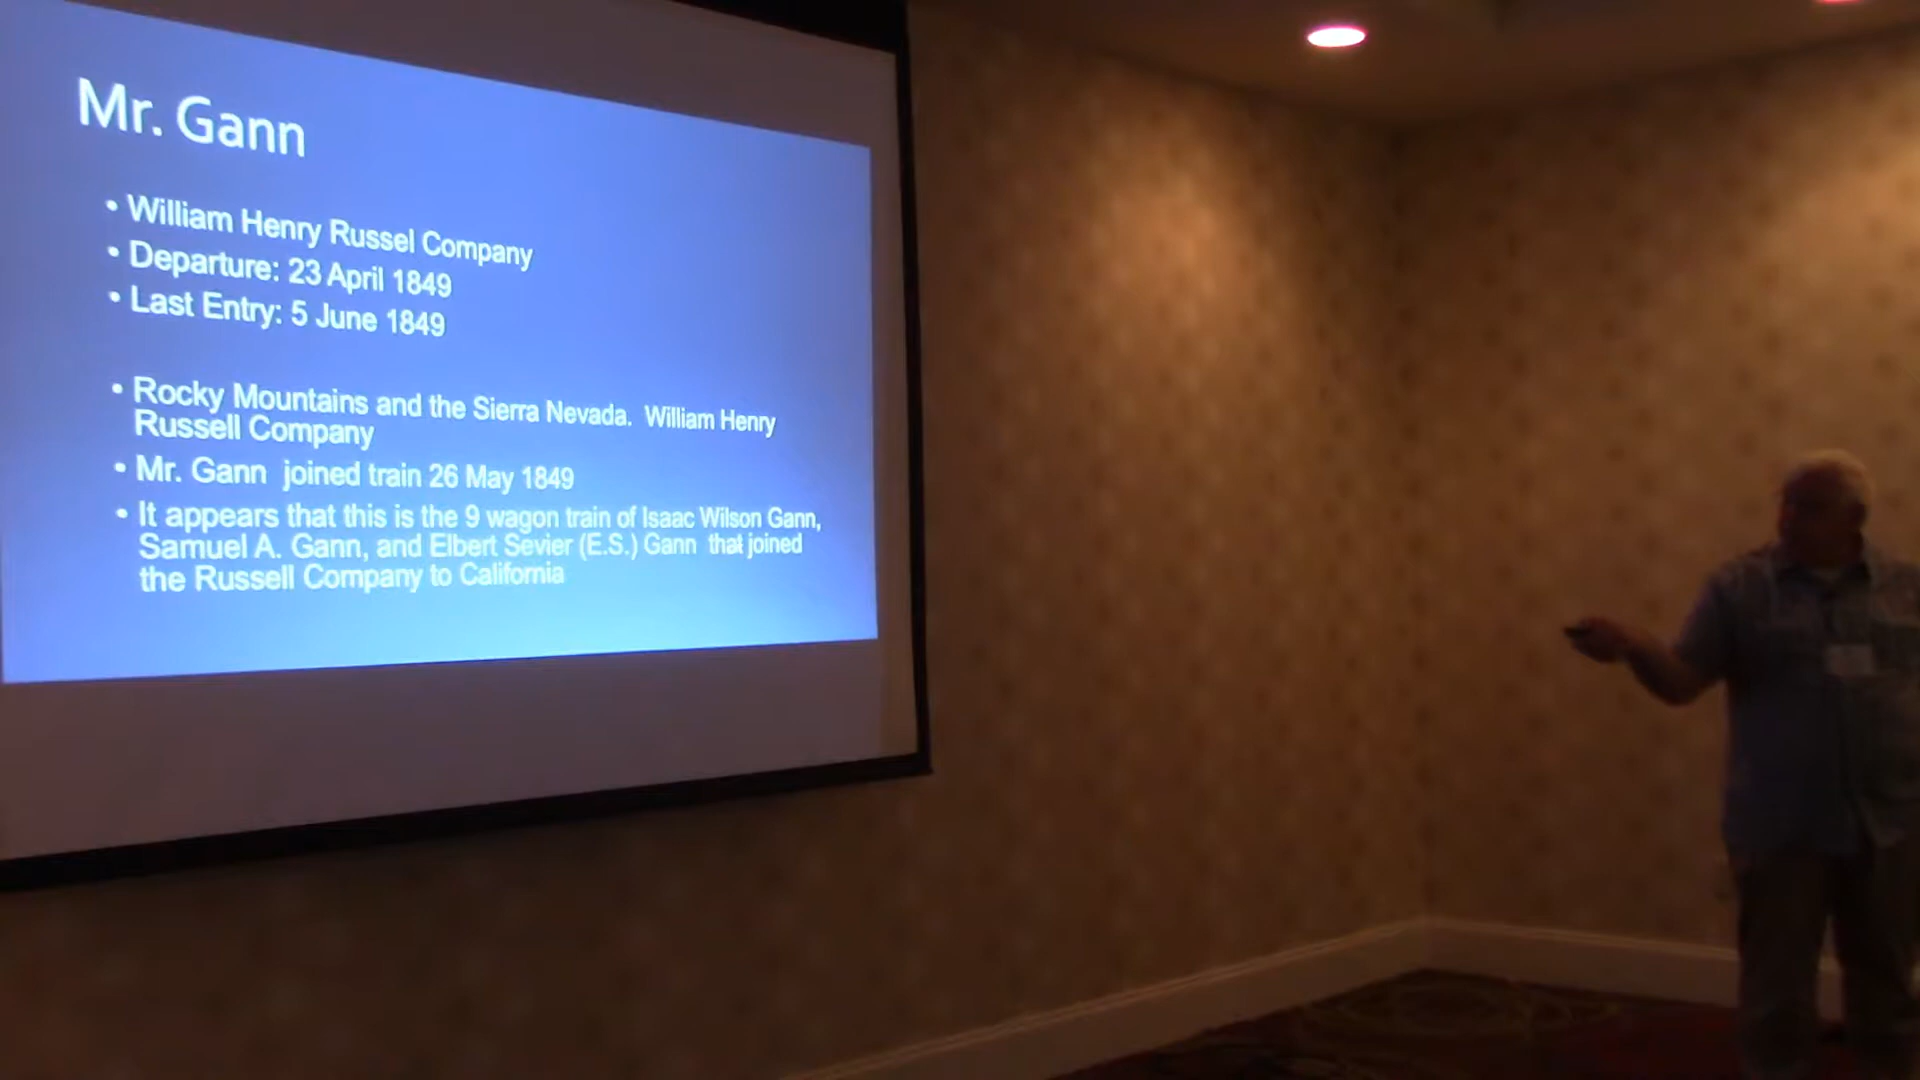 Mr. Gann
• William Henry Russel Company
• Departure: 23 April 1849
• Last Entry: 5 June 1849
• Rocky Mountains and the Sierra Nevada. William Henry
Russell Company
• Mr. Gann joined train 26 May 1849
• It appears that this is the 9 wagon train of Isaac Wilson Gann,
Samuel A. Gann, and Elbert Sevier (E.S.) Gann that joined
the Russell Company to California